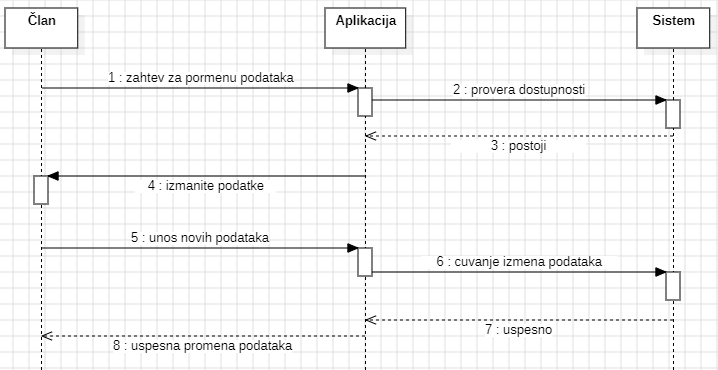 Član
Aplikacija
Sistem
1 : zahtev za pormenu podataka
2 : provera dostupnosti
3 : postoji
4 : izmanite podatke
5 : unos novih podataka
6 : cuvanje izmena podataka
7 : uspesno
8 : uspesna promena podataka